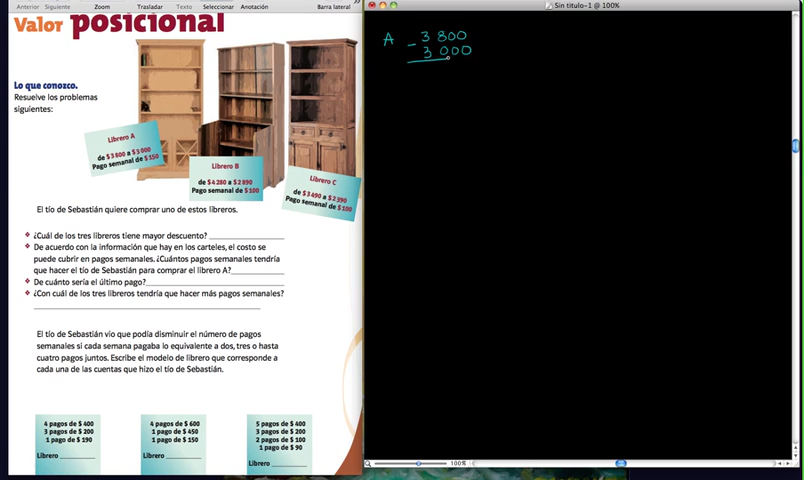 Anterior Siguiente Zoom Trasladar Texto Seleccionar Anotación Barra lateral
Sin título-1 @ 100%
Valor posicional
Lo que conozco.
Resuelve los problemas
siguientes:
Librero A
de $3 800 a $3 000
Pago semanal de $150
Librero B
de $4 280 a $2 890
Pago semanal de $100
Librero C
de $3 490 a $2 390
Pago semanal de $100
El tío de Sebastián quiere comprar uno de estos libreros.
❖ ¿Cuál de los tres libreros tiene mayor descuento?
❖ De acuerdo con la información que hay en los carteles, el costo se
puede cubrir en pagos semanales. ¿Cuántos pagos semanales tendría
que hacer el tío de Sebastián para comprar el librero A?
❖ De cuánto sería el último pago?
❖ ¿Con cuál de los tres libreros tendría que hacer más pagos semanales?
El tío de Sebastián vio que podía disminuir el número de pagos
semanales si cada semana pagaba lo equivalente a dos, tres o hasta
cuatro pagos juntos. Escribe el modelo de librero que corresponde a
cada una de las cuentas que hizo el tío de Sebastián.
4 pagos de $400
3 pagos de $200
1 pago de $190
Librero
4 pagos de $600
1 pago de $450
1 pago de $150
Librero
5 pagos de $400
3 pagos de $200
2 pagos de $100
1 pago de $90
Librero
A 3 800
- 3 000
100%